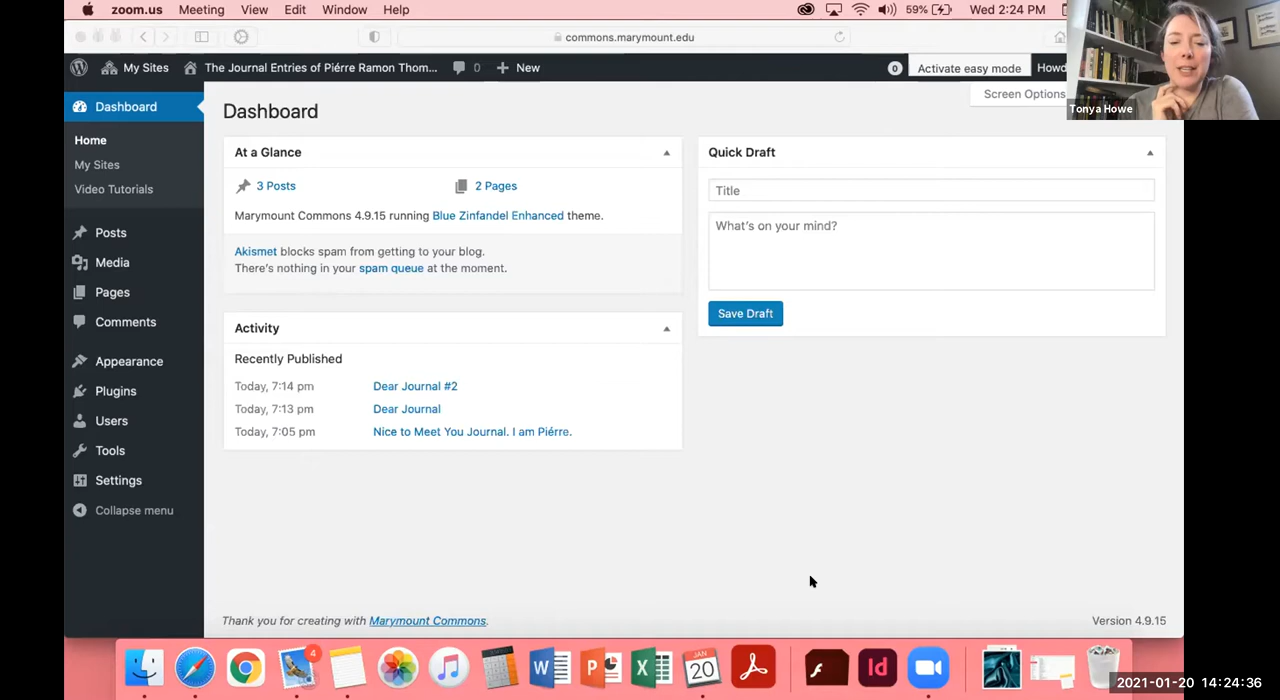 zoom.us Meeting View Edit Window Help 59% Wed 2:24 PM
commons.marymount.edu
My Sites The Journal Entries of Piérre Ramon Thom... 0 New 0 Activate easy mode Howd
Tonya Howe
Screen Options
Dashboard
Home
My Sites
Video Tutorials
Posts
Media
Pages
Comments
Appearance
Plugins
Users
Tools
Settings
Collapse menu
Dashboard
At a Glance
3 Posts 2 Pages
Marymount Commons 4.9.15 running Blue Zinfandel Enhanced theme.
Akismet blocks spam from getting to your blog.
There's nothing in your spam queue at the moment.
Activity
Recently Published
Today, 7:14 pm Dear Journal #2
Today, 7:13 pm Dear Journal
Today, 7:05 pm Nice to Meet You Journal. I am Piérre.
Quick Draft
Title
What's on your mind?
Save Draft
Thank you for creating with Marymount Commons. Version 4.9.15
4
W P X JAN 20 f Id
2021-01-20 14:24:36